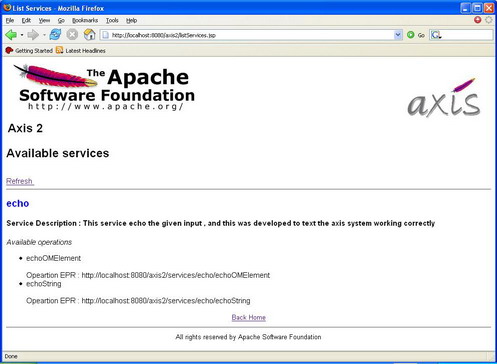 List Services - Mozilla Firefox
File Edit View Go Bookmarks Tools Help
http://localhost:8080/axis2/listServices.jsp Go
Getting Started Latest Headlines
The Apache
Software Foundation
http://www.apache.org/
axis
Axis 2
Available services
Refresh
echo
Service Description : This service echo the given input , and this was developed to text the axis system working correctly
Available operations
echoOMElement
Opeartion EPR : http://localhost:8080/axis2/services/echo/echoOMElement
echoString
Opeartion EPR : http://localhost:8080/axis2/services/echo/echoString
Back Home
All rights reserved by Apache Software Foundation
Done